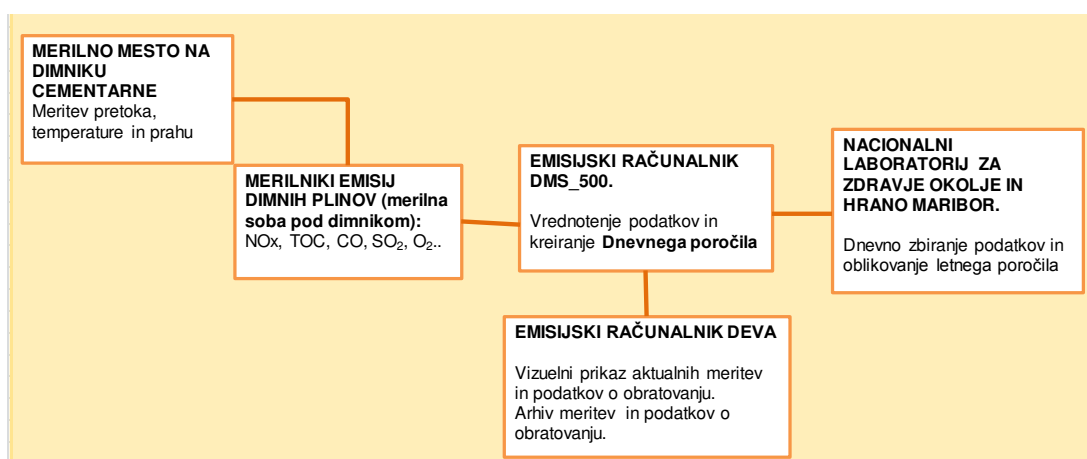 MERILNO MESTO NA
DIMNIKU
CEMENTARNE
Meritev pretoka,
temperature in prahu
MERILNIKI EMISIJ
DIMNIH PLINOV (merilna
soba pod dimnikom):
NOx, TOC, CO, SO₂, O₂..
EMISIJSKI RAČUNALNIK
DMS_500.
Vrednotenje podatkov in
kreiranje Dnevnega poročila
NACIONALNI
LABORATORIJ ZA
ZDRAVJE OKOLJE IN
HRANO MARIBOR.
Dnevno zbiranje podatkov in
oblikovanje letnega poročila
EMISIJSKI RAČUNALNIK DEVA
Vizuelni prikaz aktualnih meritev
in podatkov o obratovanju.
Arhiv meritev in podatkov o
obratovanju.